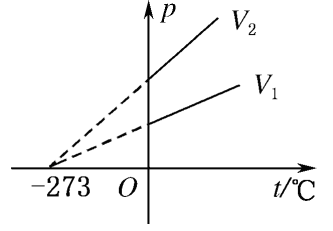 p
V₂
V₁
-273 O t/℃